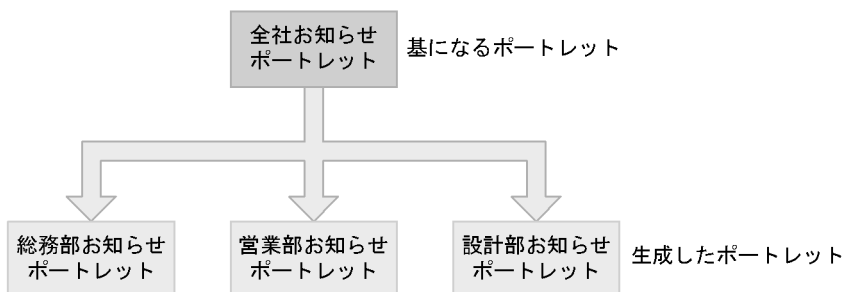 全社お知らせ
ポートレット
基になるポートレット
総務部お知らせ
ポートレット
営業部お知らせ
ポートレット
設計部お知らせ
ポートレット
生成したポートレット